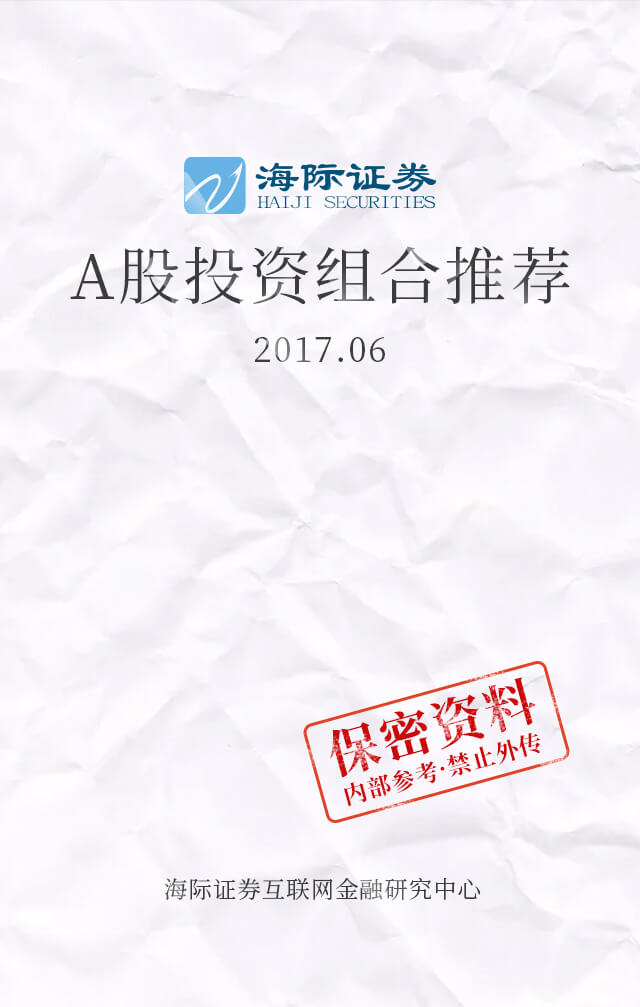 海际证券
HAIJI SECURITIES
A股投资组合推荐
2017.06
保密资料
内部参考·禁止外传
海际证券互联网金融研究中心